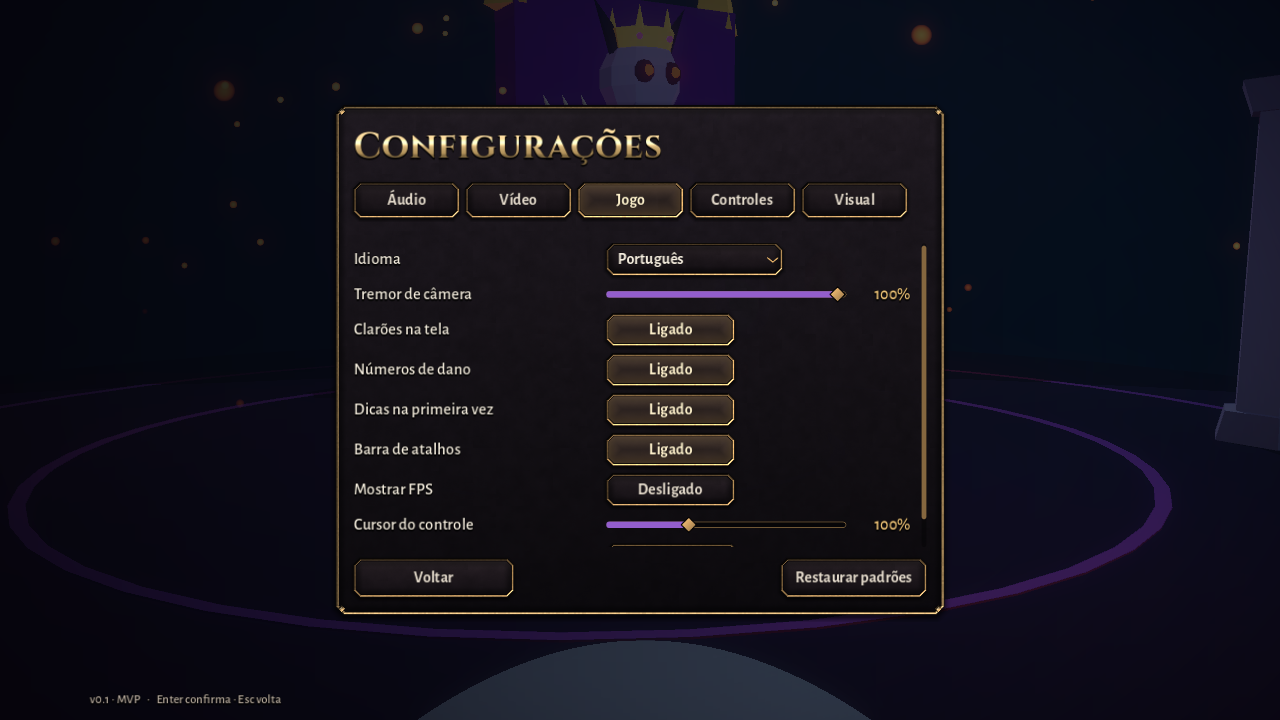 Configurações
Áudio Vídeo Jogo Controles Visual
Idioma Português
Tremor de câmera 100%
Clarões na tela Ligado
Números de dano Ligado
Dicas na primeira vez Ligado
Barra de atalhos Ligado
Mostrar FPS Desligado
Cursor do controle 100%
Voltar Restaurar padrões
v0.1 · MVP · Enter confirma · Esc volta